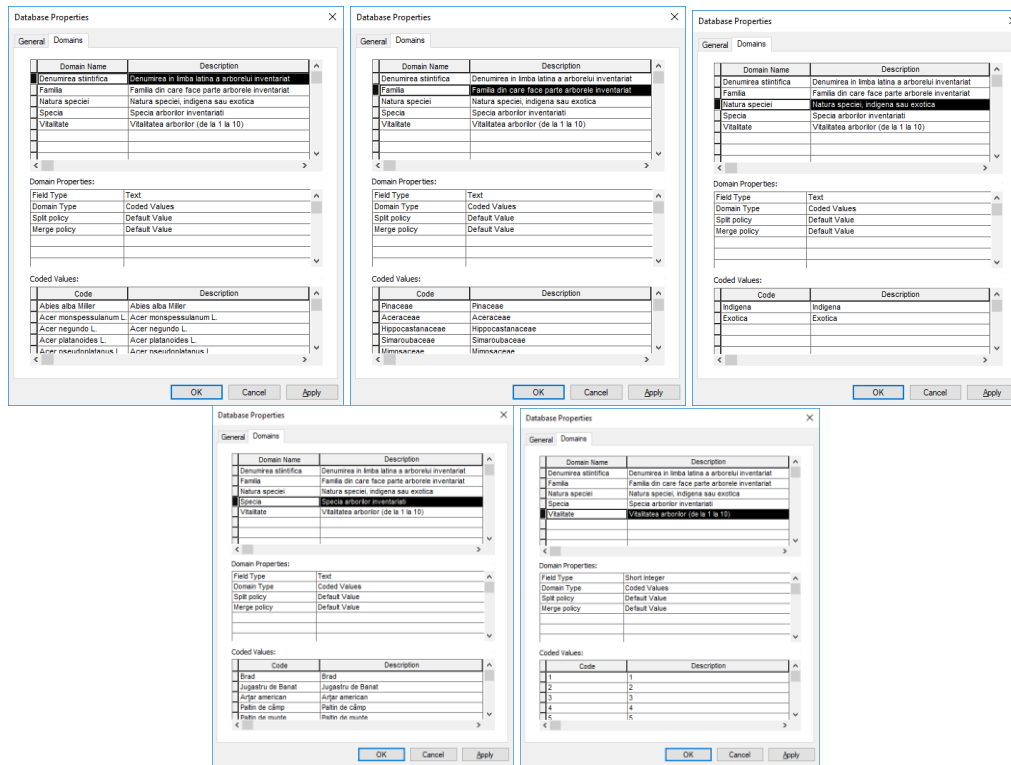 Database Properties
General Domains
Domain Name Description
Denumirea stiintifica Denumirea in limba latina a arborelui inventariat
Familia Familia din care face parte arborele inventariat
Natura speciei Natura speciei, indigena sau exotica
Specia Specia arborilor inventariati
Vitalitate Vitalitatea arborilor (de la 1 la 10)
Domain Properties:
Field Type Text
Domain Type Coded Values
Split policy Default Value
Merge policy Default Value
Coded Values:
Code Description
Abies alba Miller Abies alba Miller
Acer monspessulanum L. Acer monspessulanum L.
Acer negundo L. Acer negundo L.
Acer platanoides L. Acer platanoides L.
Acer pseudoplatanus L. Acer pseudoplatanus L.
OK Cancel Apply
Database Properties
General Domains
Domain Name Description
Denumirea stiintifica Denumirea in limba latina a arborelui inventariat
Familia Familia din care face parte arborele inventariat
Natura speciei Natura speciei, indigena sau exotica
Specia Specia arborilor inventariati
Vitalitate Vitalitatea arborilor (de la 1 la 10)
Domain Properties:
Field Type Text
Domain Type Coded Values
Split policy Default Value
Merge policy Default Value
Coded Values:
Code Description
Pinaceae Pinaceae
Aceraceae Aceraceae
Hippocastanaceae Hippocastanaceae
Simaroubaceae Simaroubaceae
Mimosaceae Mimosaceae
OK Cancel Apply
Database Properties
General Domains
Domain Name Description
Denumirea stiintifica Denumirea in limba latina a arborelui inventariat
Familia Familia din care face parte arborele inventariat
Natura speciei Natura speciei, indigena sau exotica
Specia Specia arborilor inventariati
Vitalitate Vitalitatea arborilor (de la 1 la 10)
Domain Properties:
Field Type Text
Domain Type Coded Values
Split policy Default Value
Merge policy Default Value
Coded Values:
Code Description
Indigena Indigena
Exotica Exotica
OK Cancel Apply
Database Properties
General Domains
Domain Name Description
Denumirea stiintifica Denumirea in limba latina a arborelui inventariat
Familia Familia din care face parte arborele inventariat
Natura speciei Natura speciei, indigena sau exotica
Specia Specia arborilor inventariati
Vitalitate Vitalitatea arborilor (de la 1 la 10)
Domain Properties:
Field Type Text
Domain Type Coded Values
Split policy Default Value
Merge policy Default Value
Coded Values:
Code Description
Brad Brad
Jugastru de Banat Jugastru de Banat
Arțar american Arțar american
Paltin de câmp Paltin de câmp
Paltin de munte Paltin de munte
OK Cancel Apply
Database Properties
General Domains
Domain Name Description
Denumirea stiintifica Denumirea in limba latina a arborelui inventariat
Familia Familia din care face parte arborele inventariat
Natura speciei Natura speciei, indigena sau exotica
Specia Specia arborilor inventariati
Vitalitate Vitalitatea arborilor (de la 1 la 10)
Domain Properties:
Field Type Short Integer
Domain Type Coded Values
Split policy Default Value
Merge policy Default Value
Coded Values:
Code Description
1 1
2 2
3 3
4 4
5 5
OK Cancel Apply